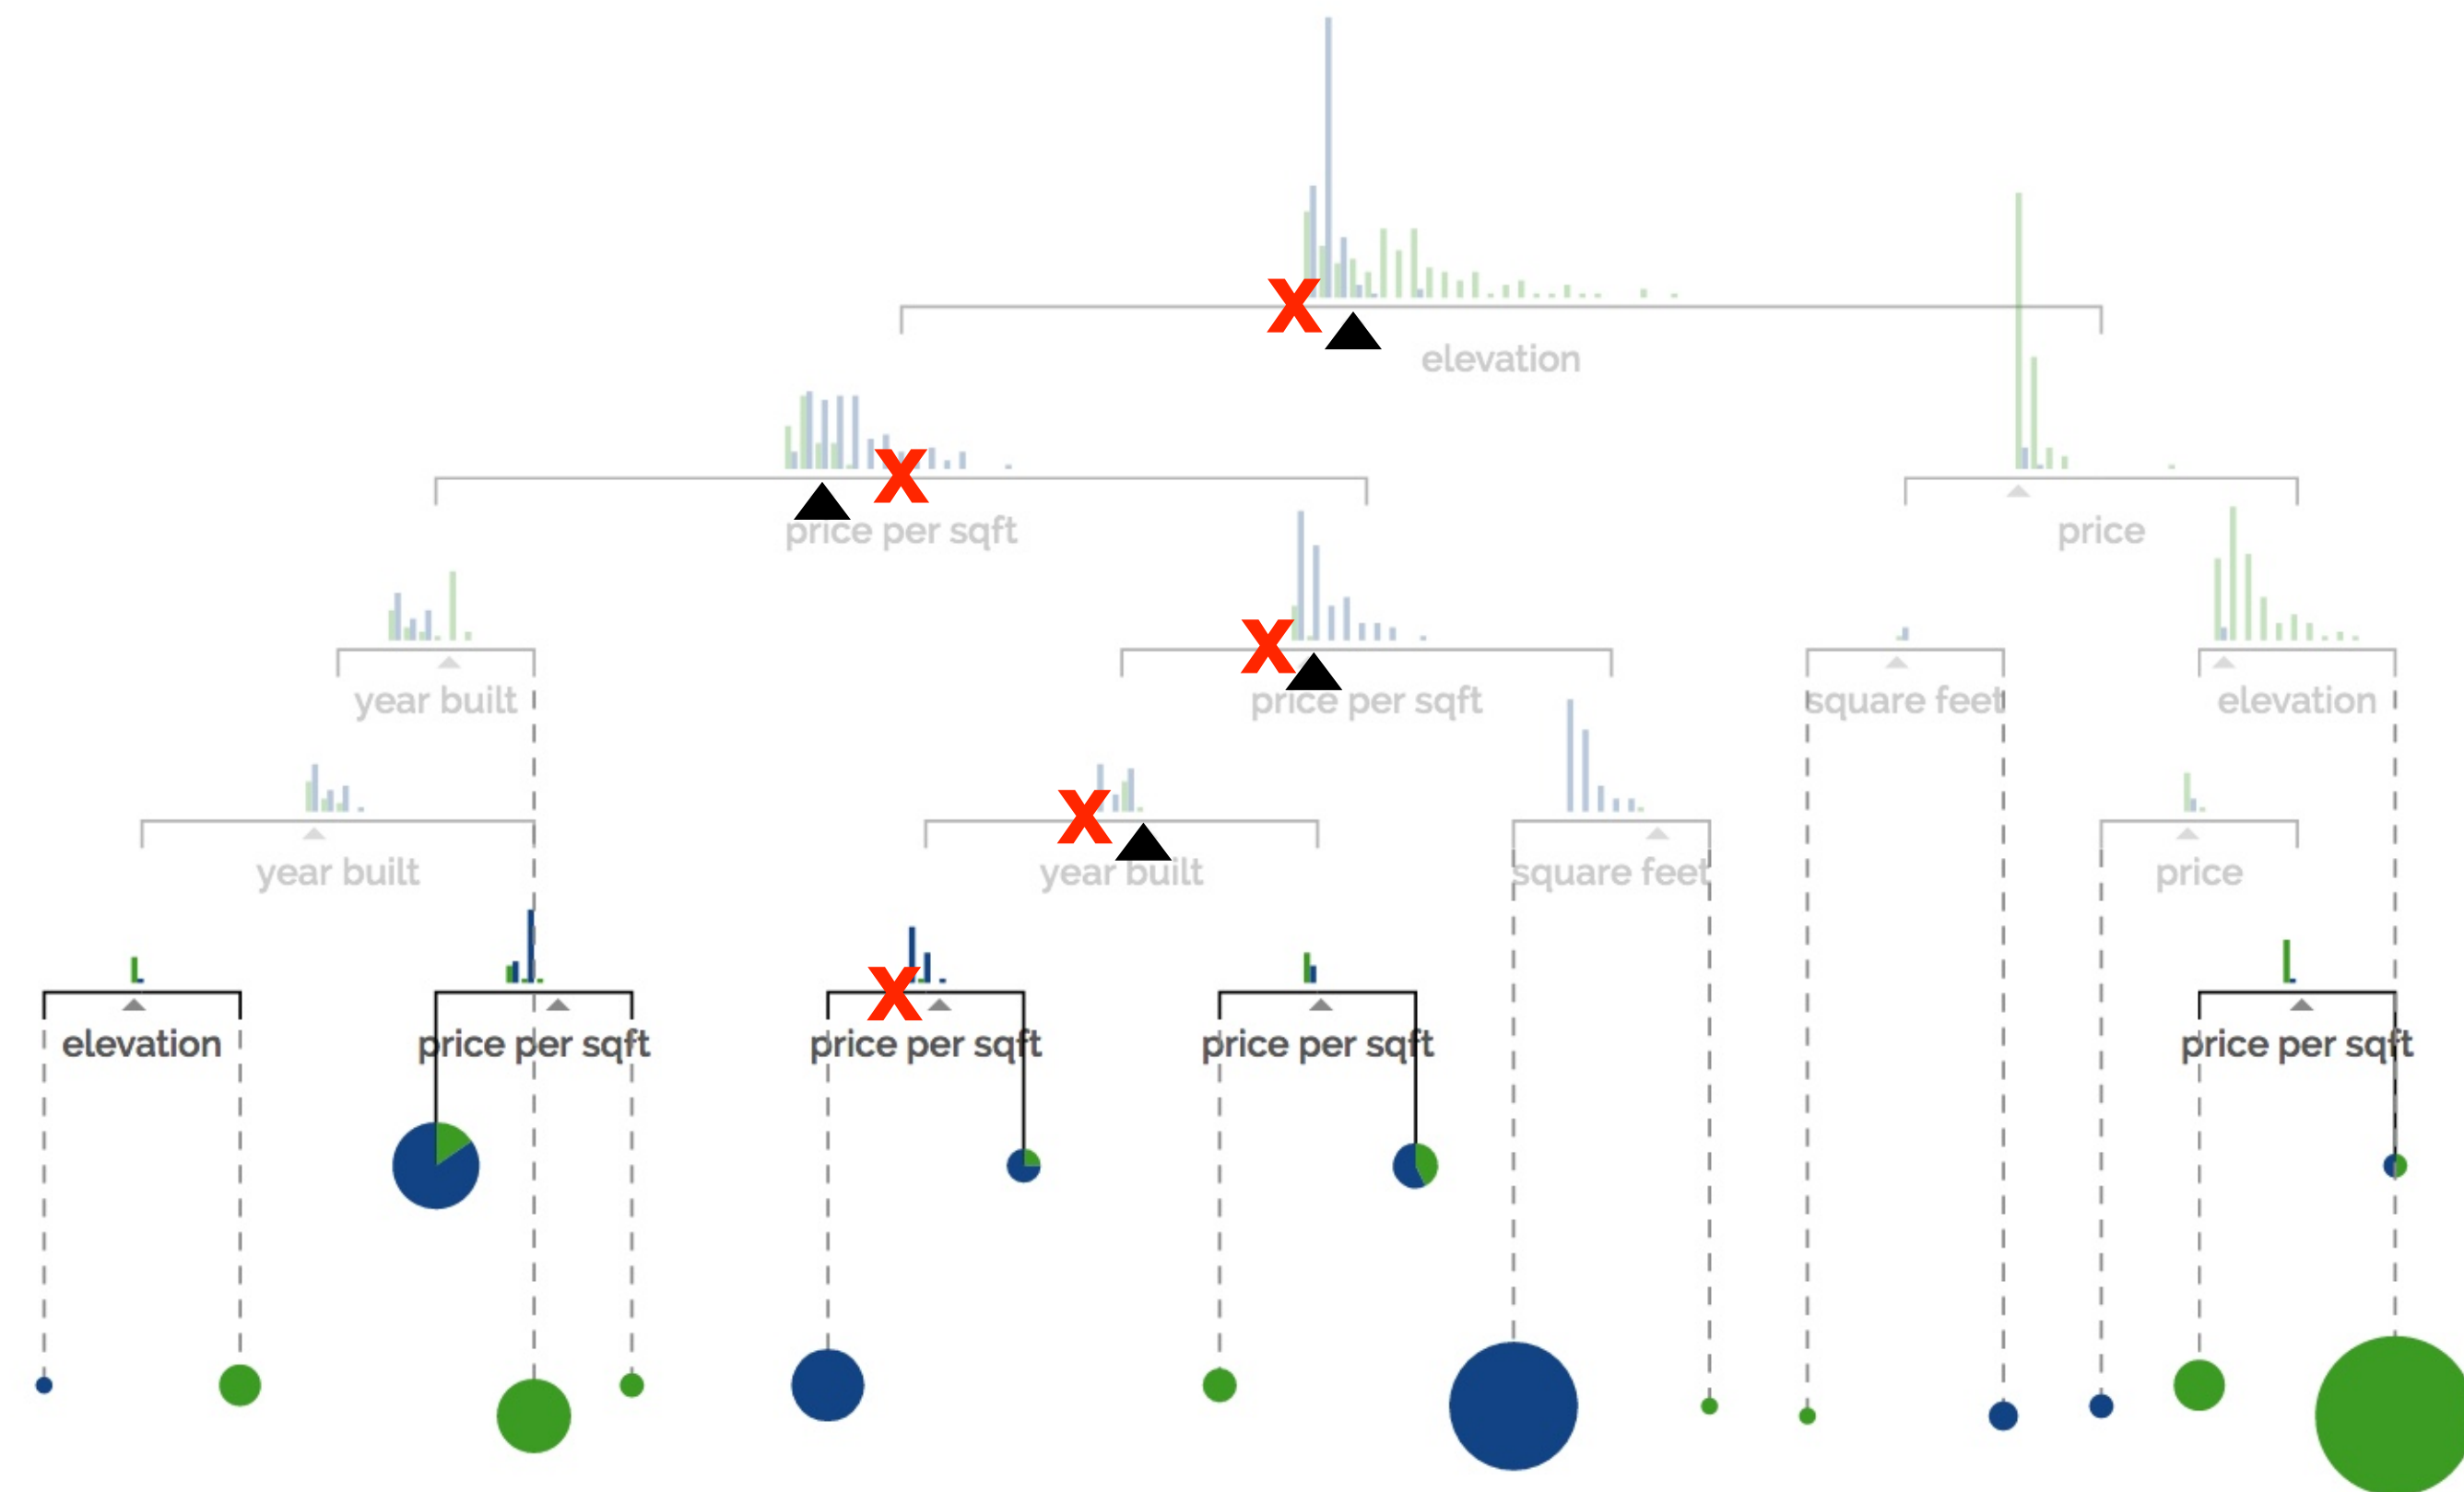 X
elevation
X
price per sqft
price
X
year built
price per sqft
square feet
elevation
X
year built
year built
square feet
price
X
elevation
price per sqft
price per sqft
price per sqft
price per sqft